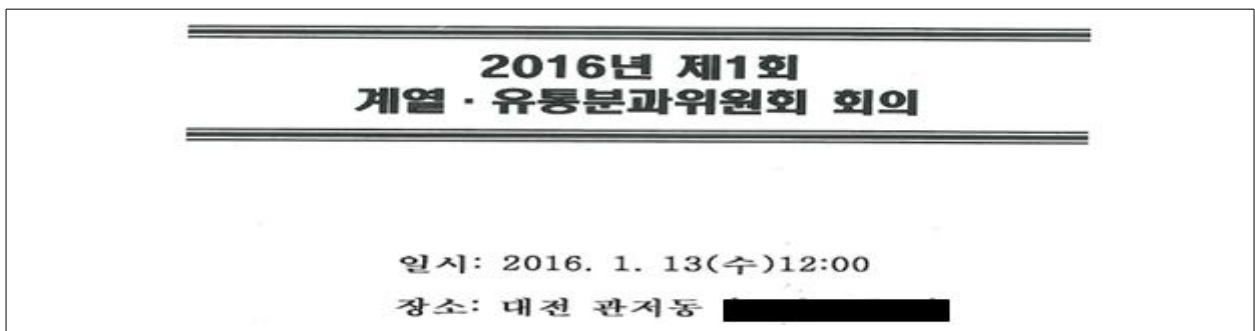 2016년 제1회
계열 · 유통분과위원회 회의
일시: 2016. 1. 13(수)12:00
장소: 대전 관저동